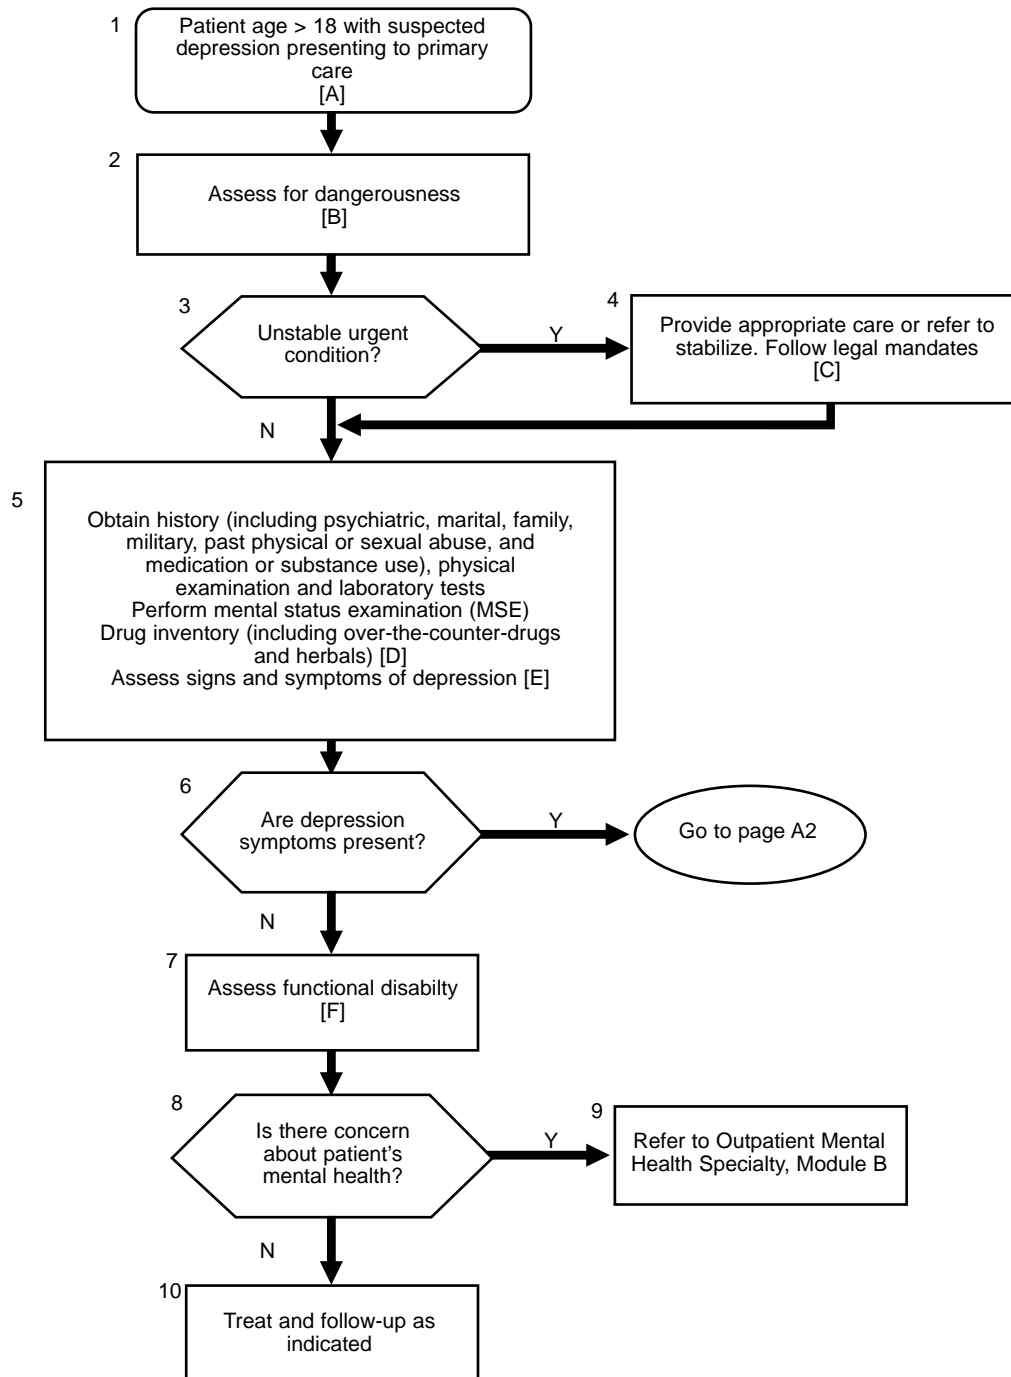 1
Patient age > 18 with suspected
depression presenting to primary
care
[A]
2
Assess for dangerousness
[B]
3
Unstable urgent
condition?
Y
4
Provide appropriate care or refer to
stabilize. Follow legal mandates
[C]
N
5
Obtain history (including psychiatric, marital, family,
military, past physical or sexual abuse, and
medication or substance use), physical
examination and laboratory tests
Perform mental status examination (MSE)
Drug inventory (including over-the-counter-drugs
and herbals) [D]
Assess signs and symptoms of depression [E]
6
Are depression
symptoms present?
Y
Go to page A2
N
7
Assess functional disabilty
[F]
8
Is there concern
about patient's
mental health?
Y
9
Refer to Outpatient Mental
Health Specialty, Module B
N
10
Treat and follow-up as
indicated